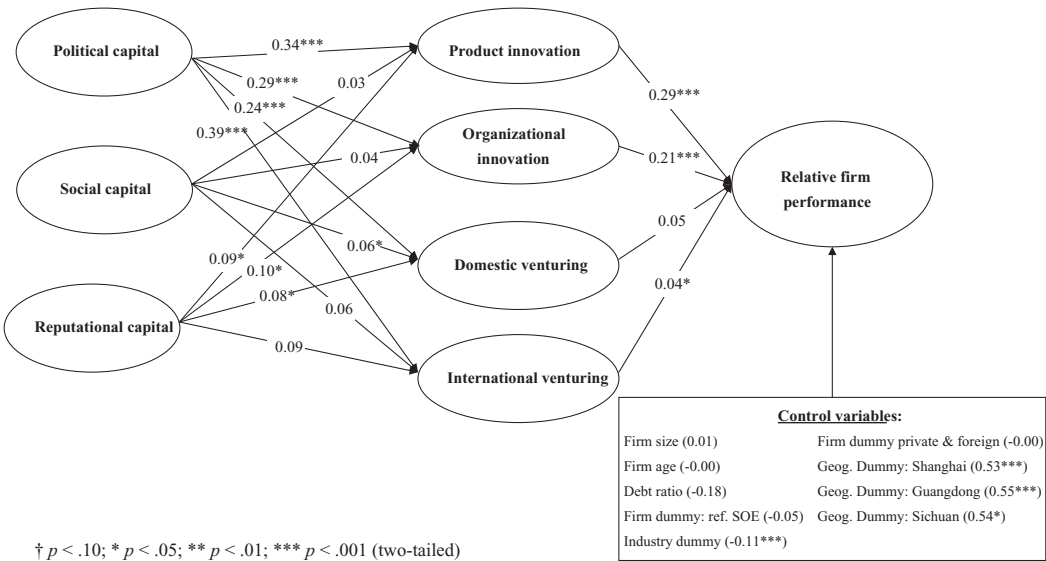 Political capital
Social capital
Reputational capital
0.34***
0.29***
0.24***
0.39***
0.03
0.04
0.06*
0.06
0.09*
0.10*
0.08*
0.09
Product innovation
Organizational
innovation
Domestic venturing
International venturing
0.29***
0.21***
0.05
0.04*
Relative firm
performance
Control variables:
Firm size (0.01)
Firm dummy private & foreign (-0.00)
Firm age (-0.00)
Geog. Dummy: Shanghai (0.53***)
Debt ratio (-0.18)
Geog. Dummy: Guangdong (0.55***)
Firm dummy: ref. SOE (-0.05)
Geog. Dummy: Sichuan (0.54*)
Industry dummy (-0.11***)
† p < .10; * p < .05; ** p < .01; *** p < .001 (two-tailed)